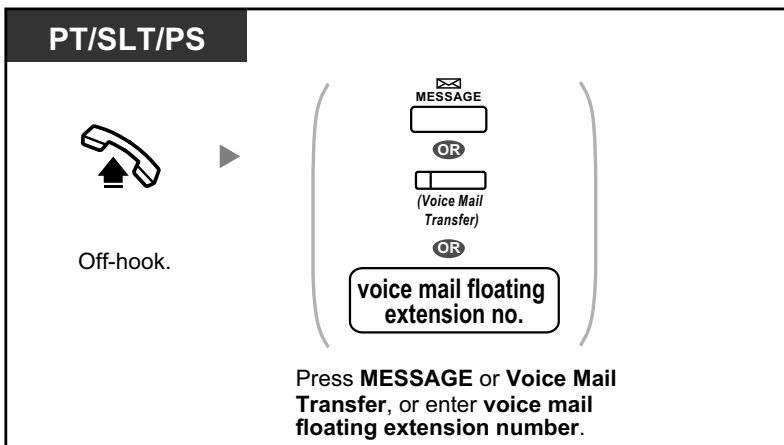 PT/SLT/PS
MESSAGE
OR
(Voice Mail
Transfer)
OR
Off-hook.
voice mail floating
extension no.
Press MESSAGE or Voice Mail
Transfer, or enter voice mail
floating extension number.